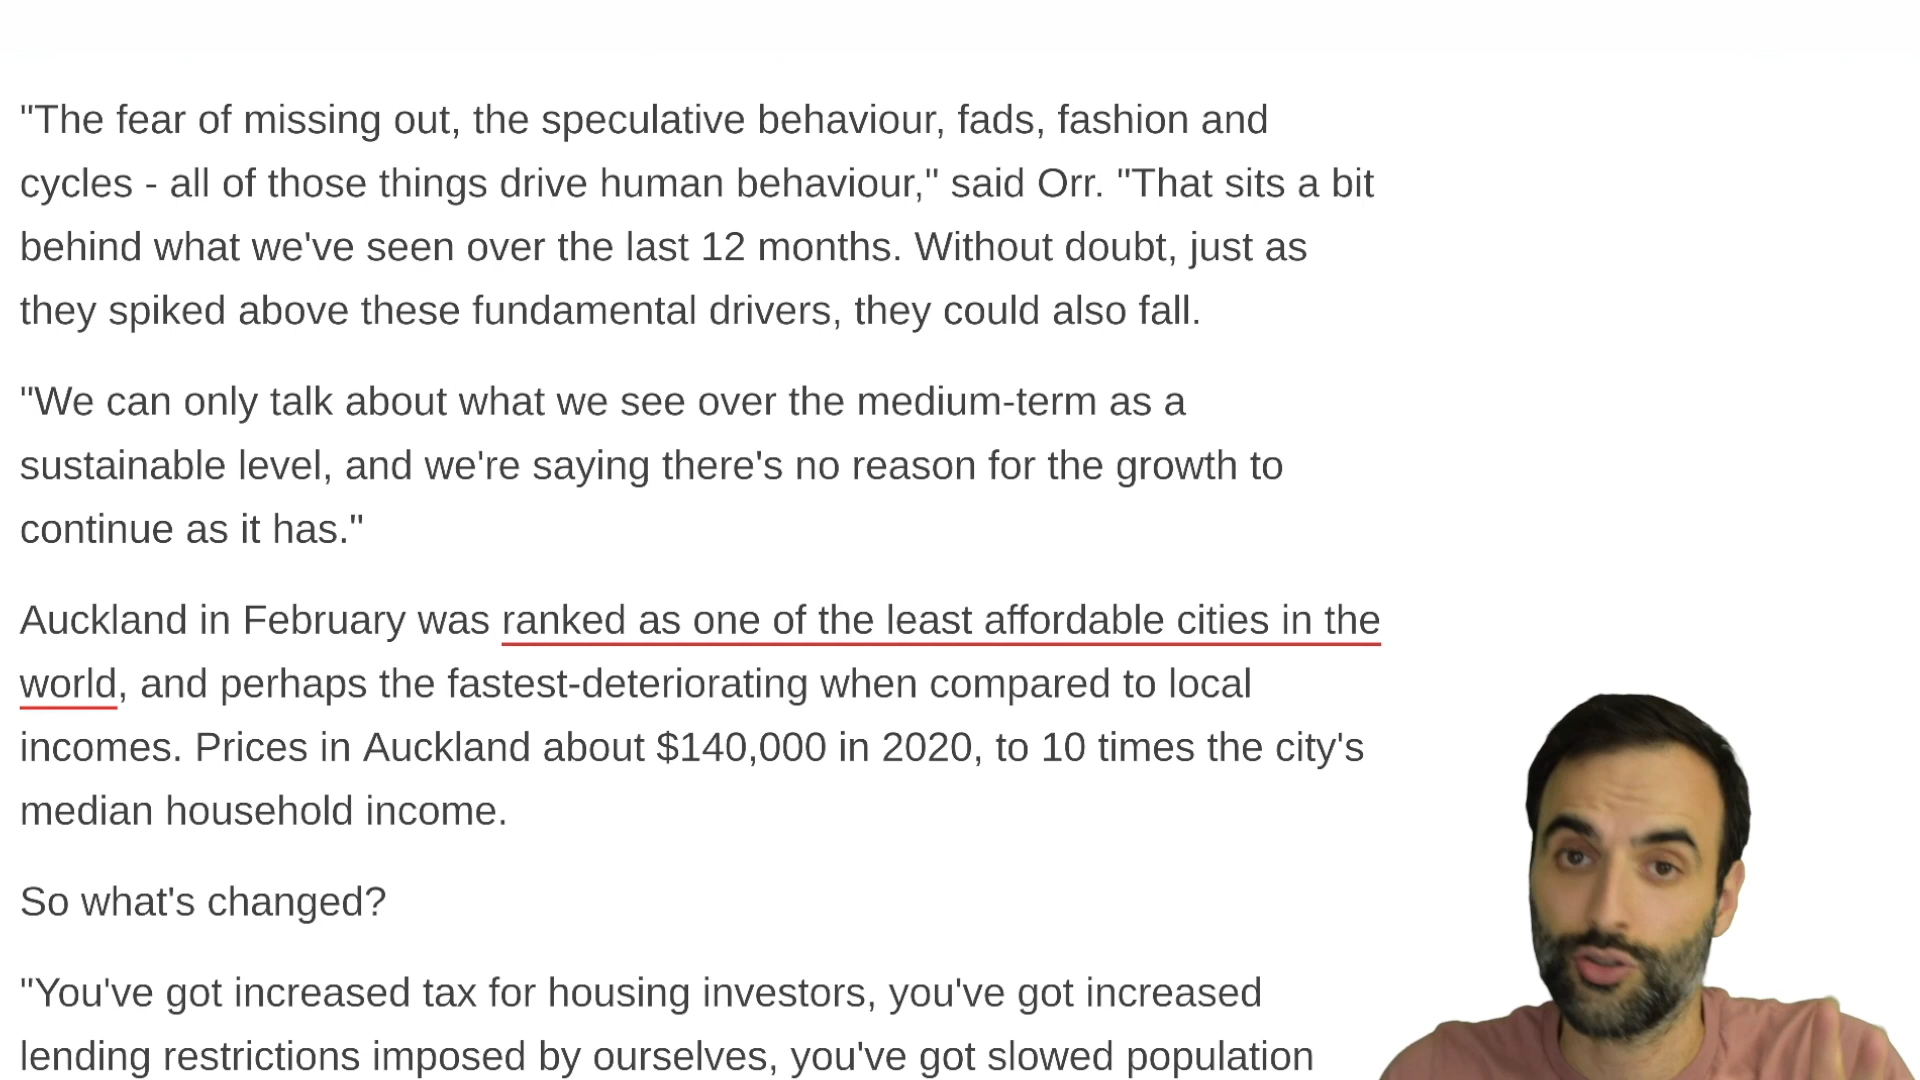 "The fear of missing out, the speculative behaviour, fads, fashion and
cycles - all of those things drive human behaviour," said Orr. "That sits a bit
behind what we've seen over the last 12 months. Without doubt, just as
they spiked above these fundamental drivers, they could also fall.
"We can only talk about what we see over the medium-term as a
sustainable level, and we're saying there's no reason for the growth to
continue as it has."
Auckland in February was ranked as one of the least affordable cities in the
world, and perhaps the fastest-deteriorating when compared to local
incomes. Prices in Auckland about $140,000 in 2020, to 10 times the city's
median household income.
So what's changed?
"You've got increased tax for housing investors, you've got increased
lending restrictions imposed by ourselves, you've got slowed population